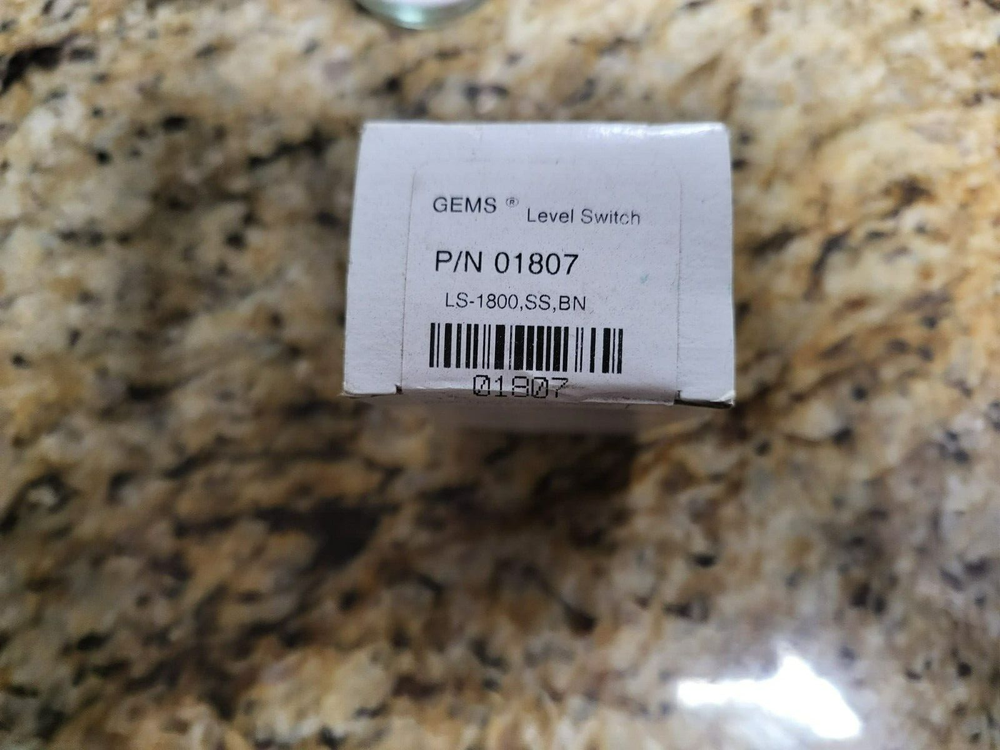 GEMS ® Level Switch
P/N 01807
LS-1800,SS,BN
01807